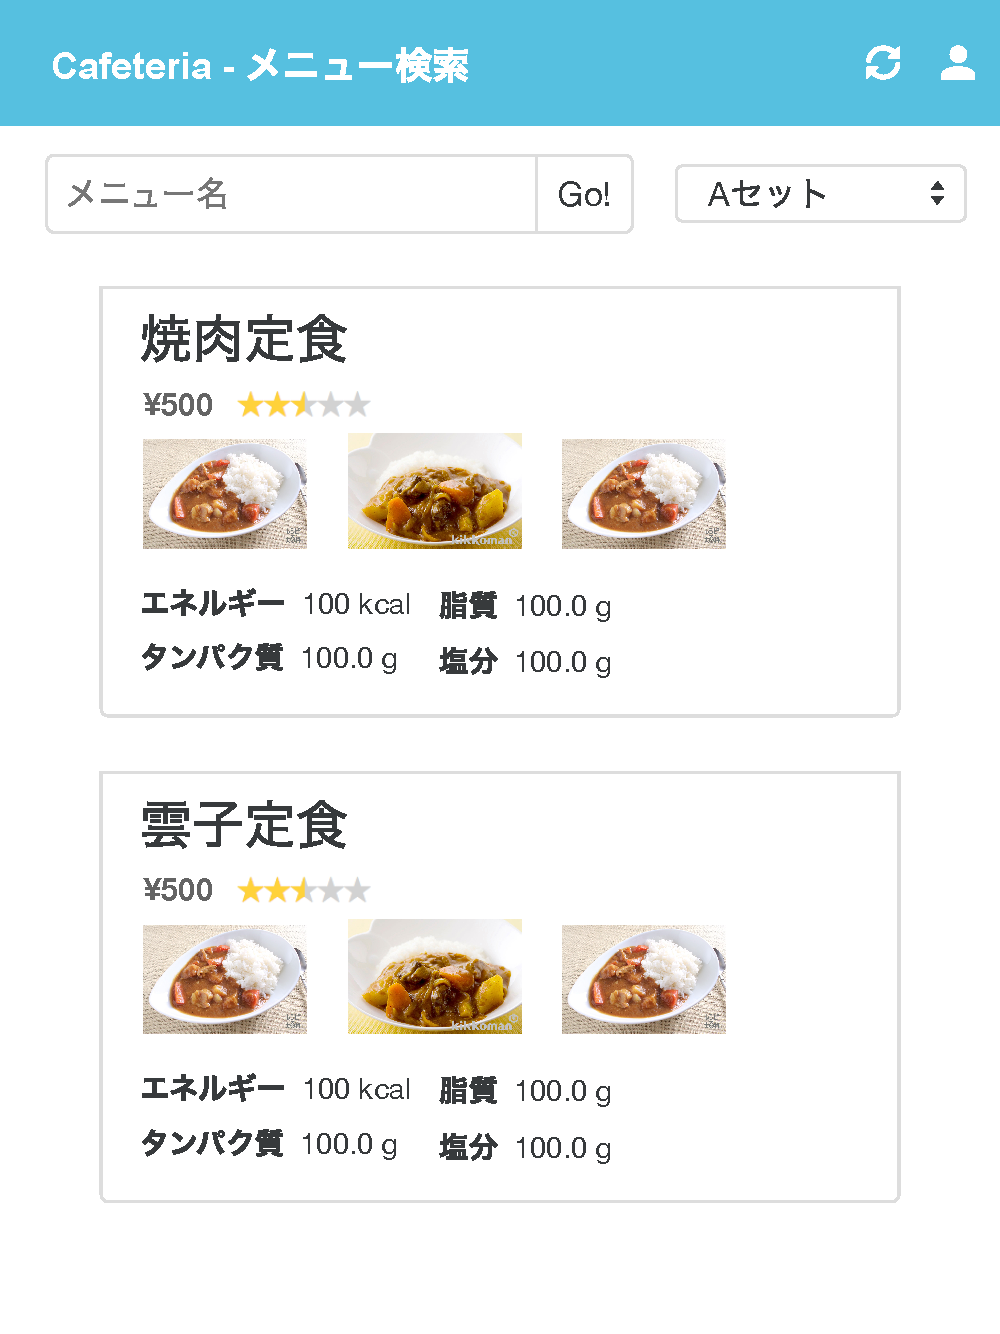 Cafeteria - メニュー検索
メニュー名 Go! Aセット
焼肉定食
¥500
kikkoman
エネルギー 100 kcal 脂質 100.0 g
タンパク質 100.0 g 塩分 100.0 g
雲子定食
¥500
kikkoman
エネルギー 100 kcal 脂質 100.0 g
タンパク質 100.0 g 塩分 100.0 g